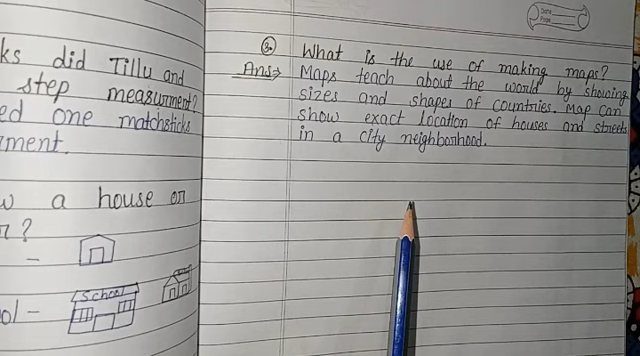 ks did Tillu and
step measurment?
ed one matchsticks
ment.
w a house on
?
-
School
ol -
3.
What is the use of making maps?
Ans→ Maps teach about the world by showing
sizes and shapes of countries. Map can
show exact location of houses and streets
in a city neighborhood.